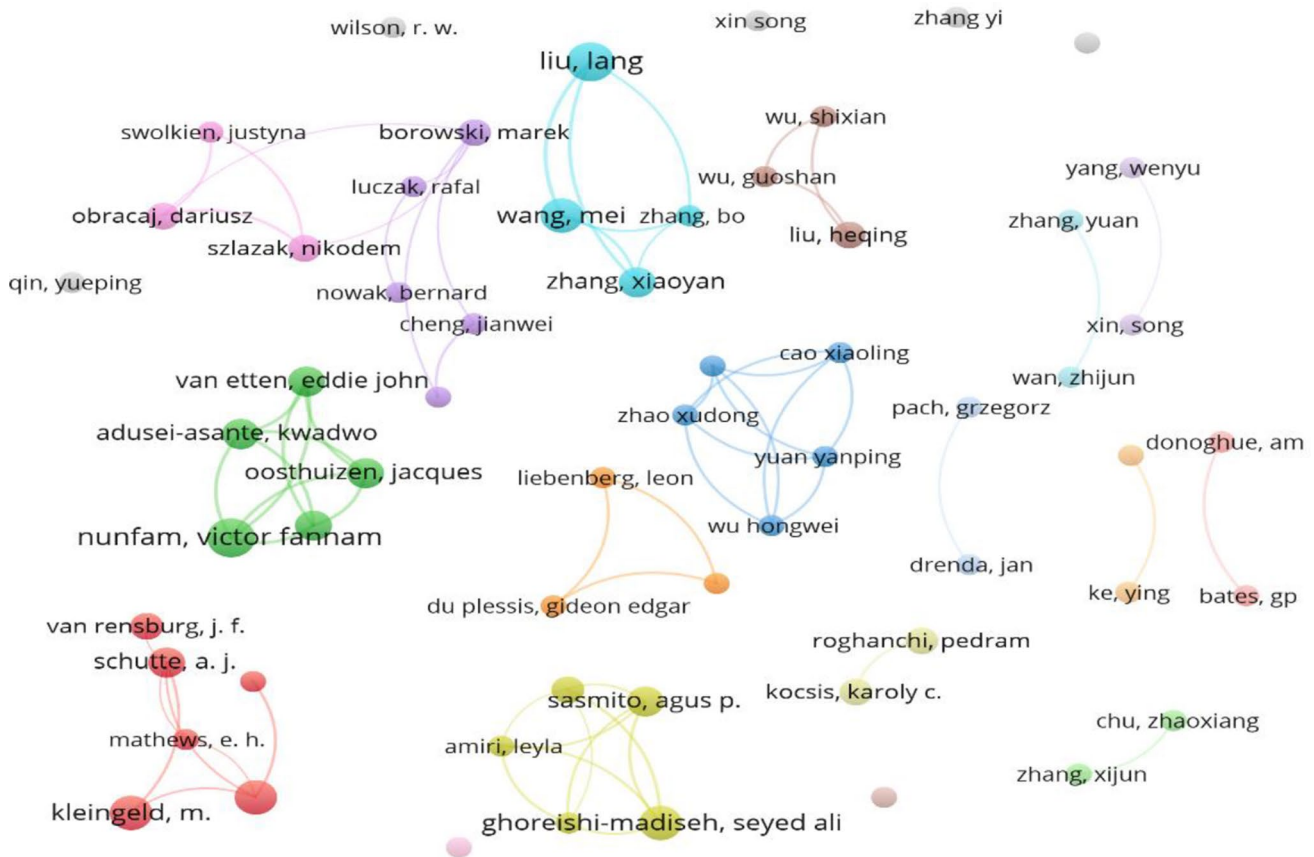 wilson, r. w.
xin song
zhang yi
liu, lang
swolkien, justyna
borowski, marek
wu, shixian
luczak, rafal
wu, guoshan
yang, wenyu
obracaj, dariusz
wang, mei
zhang, bo
zhang, yuan
szlazak, nikodem
liu, heqing
qin, yueping
nowak, bernard
zhang, xiaoyan
cheng, jianwei
xin, song
van etten, eddie john
cao xiaoling
wan, zhijun
adusei-asante, kwadwo
zhao xudong
pach, grzegorz
donoghue, am
oosthuizen, jacques
liebenberg, leon
yuan yanping
nunfam, victor fannam
wu hongwei
drenda, jan
du plessis, gideon edgar
ke, ying
bates, gp
van rensburg, j. f.
roghanchi, pedram
schutte, a. j.
sasmito, agus p.
kocsis, karoly c.
mathews, e. h.
amiri, leyla
chu, zhaoxiang
zhang, xijun
kleingeld, m.
ghoreishi-madiseh, seyed ali